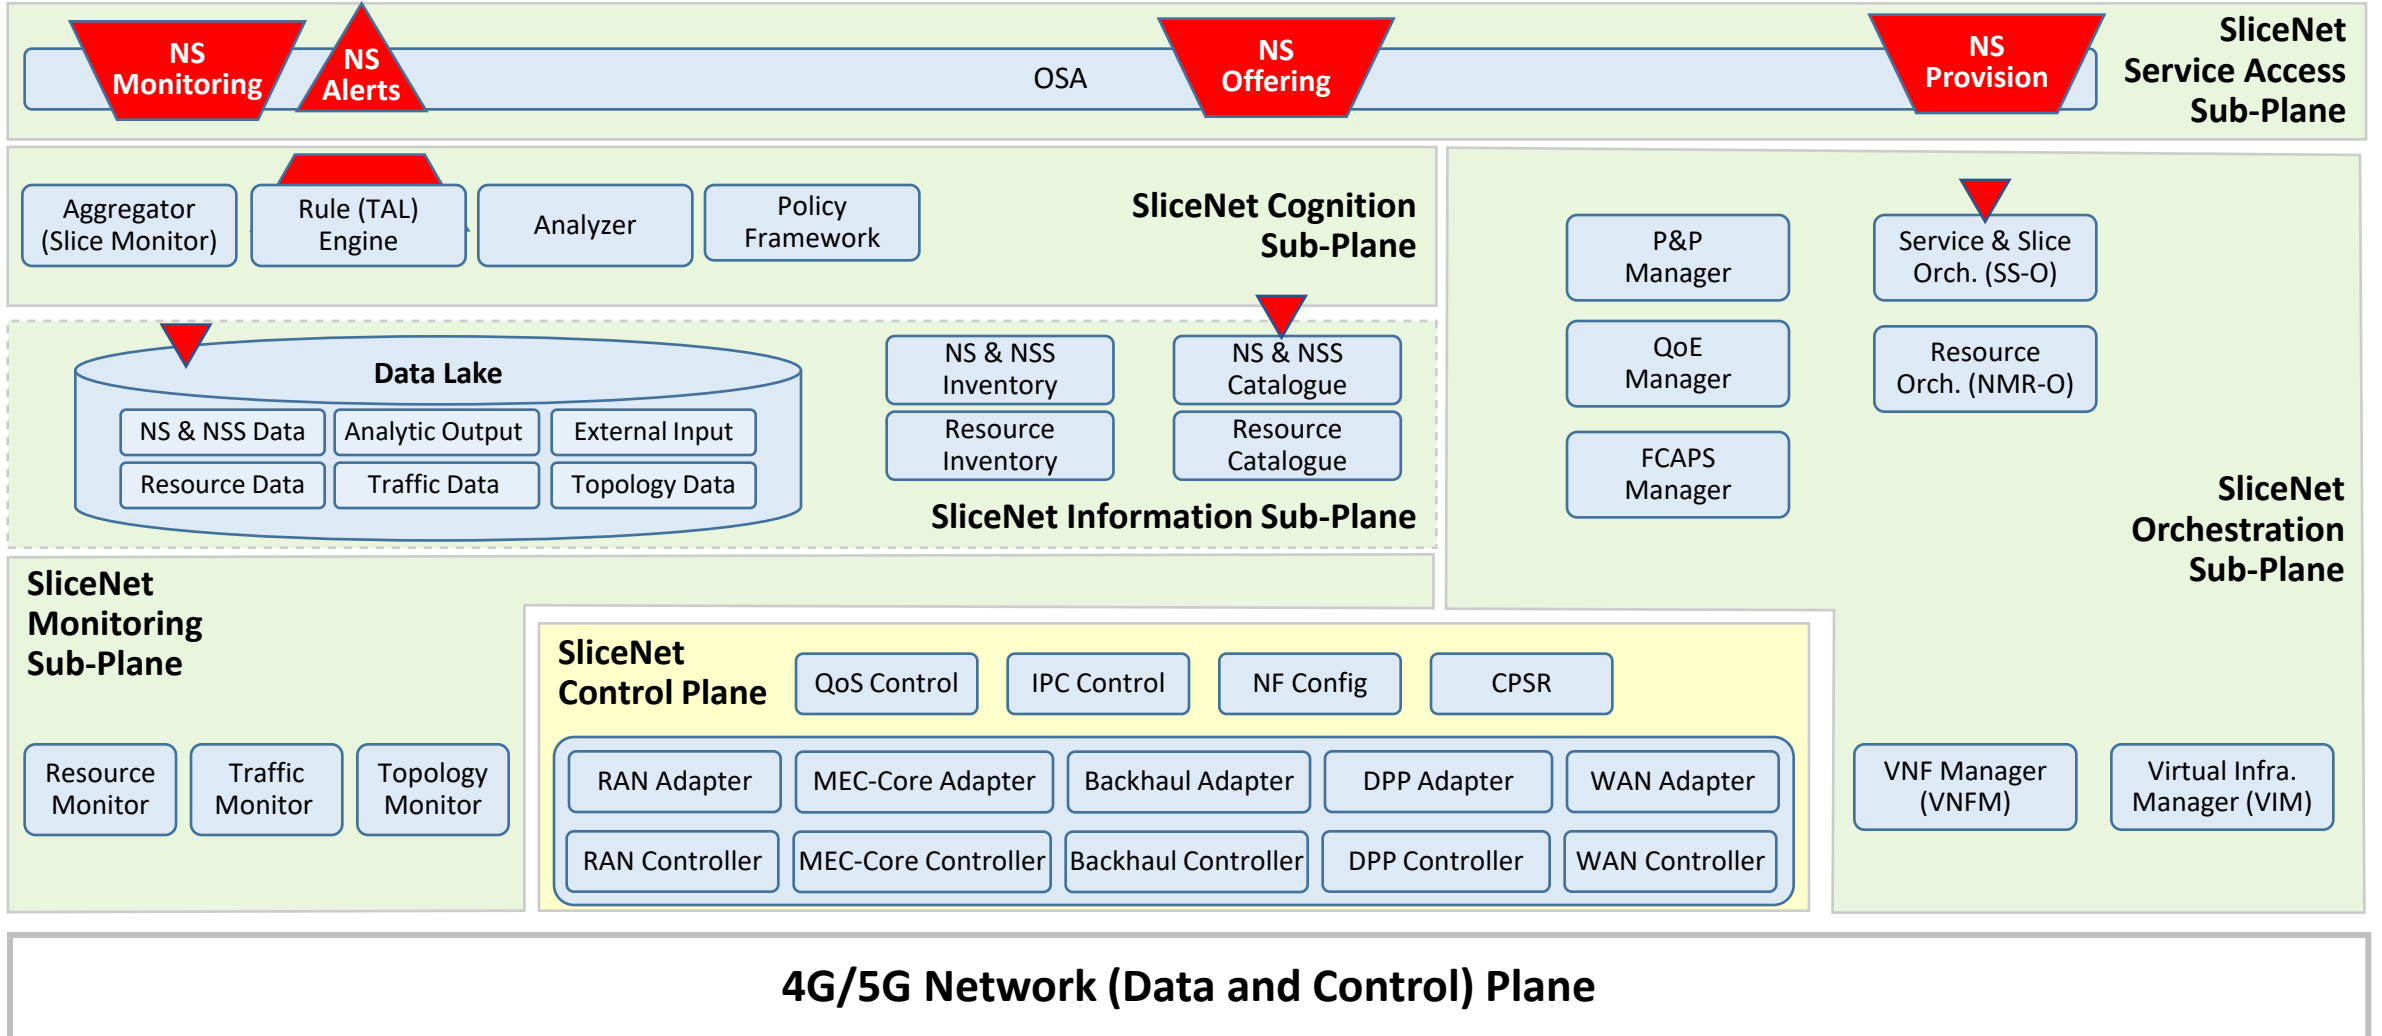 NS
Monitoring
NS
Alerts
OSA
NS
Offering
NS
Provision
SliceNet
Service Access
Sub-Plane
Aggregator
(Slice Monitor)
Rule (TAL)
Engine
Analyzer
Policy
Framework
SliceNet Cognition
Sub-Plane
P&P
Manager
Service & Slice
Orch. (SS-O)
QoE
Manager
Resource
Orch. (NMR-O)
FCAPS
Manager
SliceNet
Orchestration
Sub-Plane
Data Lake
NS & NSS Data
Analytic Output
External Input
Resource Data
Traffic Data
Topology Data
NS & NSS
Inventory
NS & NSS
Catalogue
Resource
Inventory
Resource
Catalogue
SliceNet Information Sub-Plane
SliceNet
Monitoring
Sub-Plane
Resource
Monitor
Traffic
Monitor
Topology
Monitor
SliceNet
Control Plane
QoS Control
IPC Control
NF Config
CPSR
RAN Adapter
MEC-Core Adapter
Backhaul Adapter
DPP Adapter
WAN Adapter
RAN Controller
MEC-Core Controller
Backhaul Controller
DPP Controller
WAN Controller
VNF Manager
(VNFM)
Virtual Infra.
Manager (VIM)
4G/5G Network (Data and Control) Plane